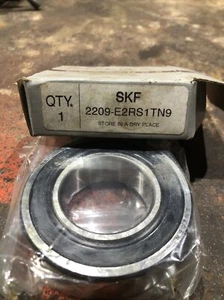 QTY.
1
SKF
2209-E2RS1TN9
STORE IN A DRY PLACE